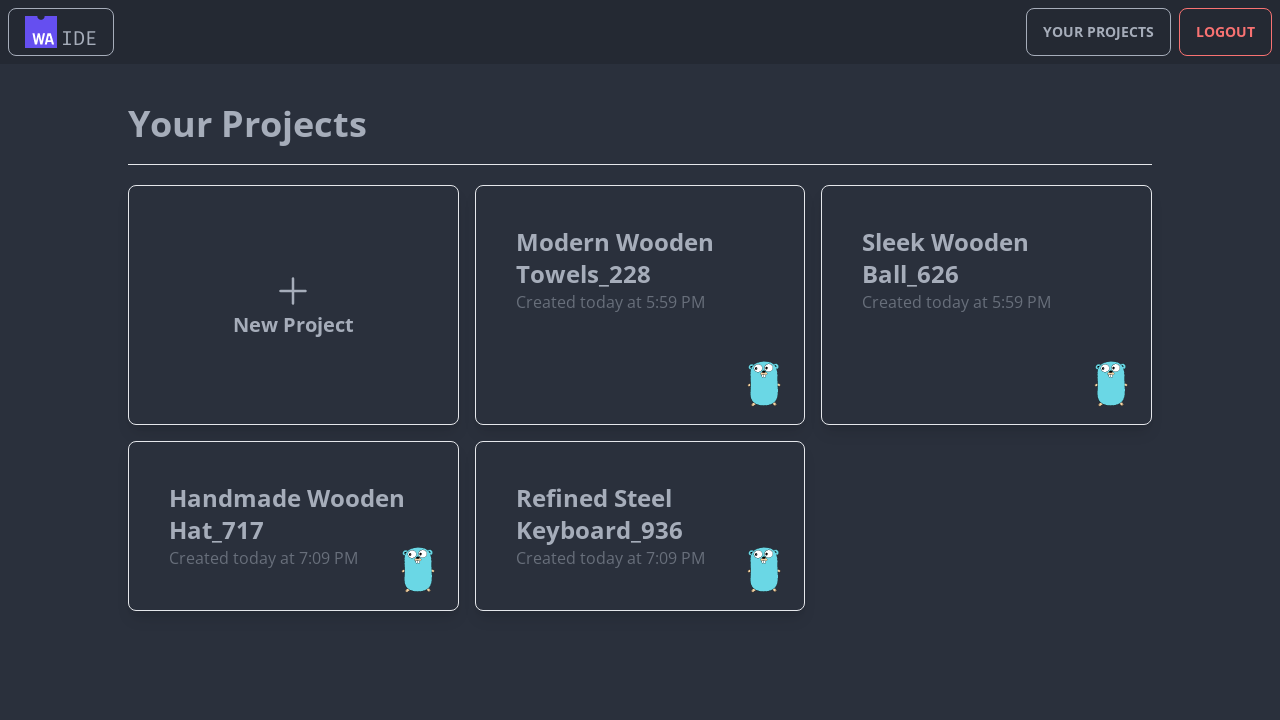 WA IDE
YOUR PROJECTS
LOGOUT
Your Projects
New Project
Modern Wooden
Towels_228
Created today at 5:59 PM
Sleek Wooden
Ball_626
Created today at 5:59 PM
Handmade Wooden
Hat_717
Created today at 7:09 PM
Refined Steel
Keyboard_936
Created today at 7:09 PM